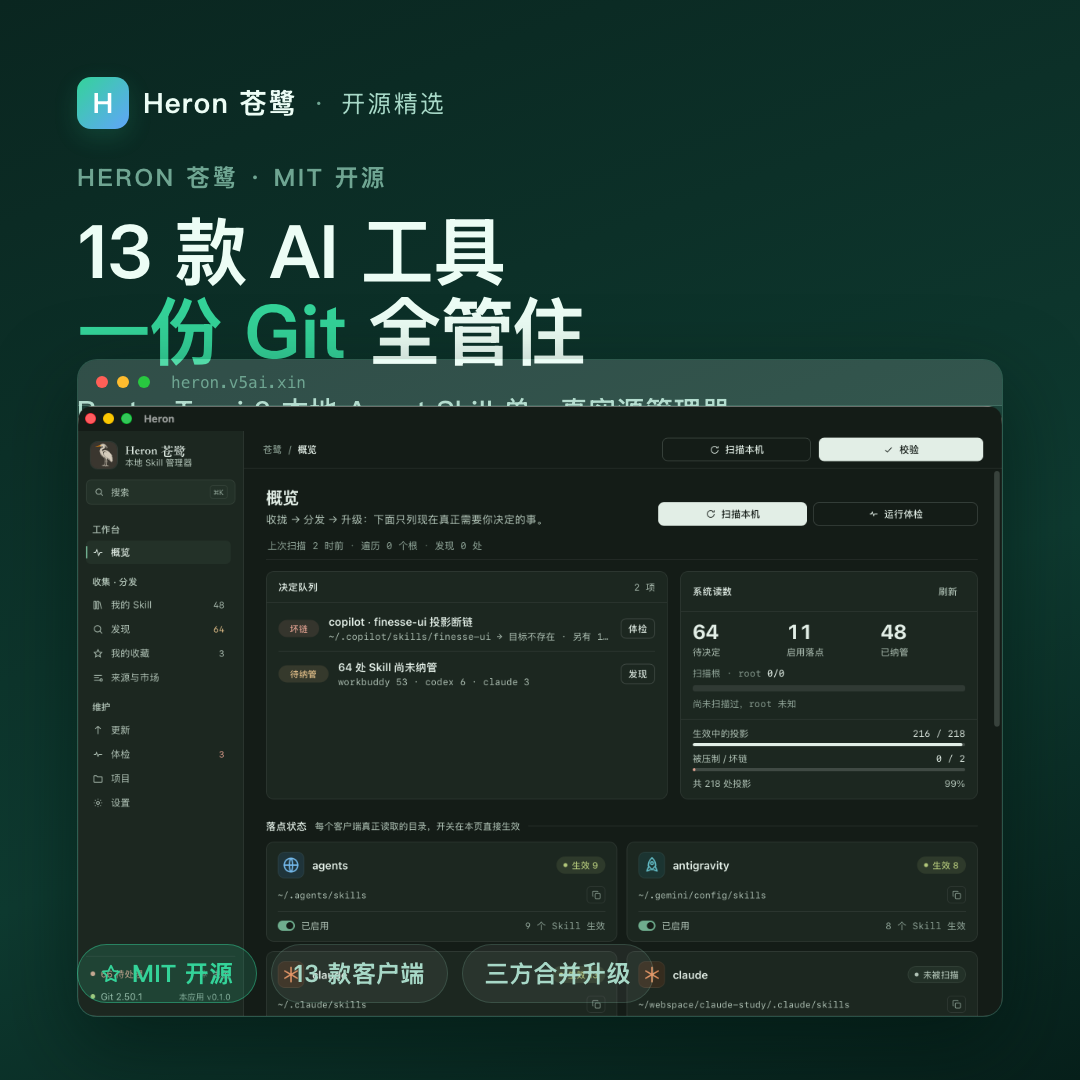 H Heron 苍鹭 · 开源精选
HERON 苍鹭 · MIT 开源
13 款 AI 工具
一份 Git 全管住
heron.v5ai.xin
Heron
Heron 苍鹭
本地 Skill 管理器
搜索 ⌘K
工作台
概览
收集 · 分发
我的 Skill 48
发现 64
我的收藏 3
来源与市场
维护
更新
体检 3
项目
设置
Git 2.50.1 本应用 v0.1.0
苍鹭 / 概览
扫描本机
校验
概览
收拢 → 分发 → 升级：下面只列现在真正需要你决定的事。
扫描本机
运行体检
上次扫描 2 时前 · 遍历 0 个根 · 发现 0 处
决定队列 2 项
坏链
copilot · finesse-ui 投影断链
~/.copilot/skills/finesse-ui → 目标不存在 · 另有 1…
体检
待纳管
64 处 Skill 尚未纳管
workbuddy 53 · codex 6 · claude 3
发现
系统读数 刷新
64 11 48
待决定 启用落点 已纳管
扫描根 · root 0/0
尚未扫描过，root 未知
生效中的投影 216 / 218
被压制 / 坏链 0 / 2
共 218 处投影 99%
落点状态 每个客户端真正读取的目录，开关在本页直接生效
agents 生效 9
~/.agents/skills
已启用 9 个 Skill 生效
antigravity 生效 8
~/.gemini/config/skills
已启用 8 个 Skill 生效
~/.claude/skills
claude 未被扫描
~/webspace/claude-study/.claude/skills
MIT 开源
13 款客户端
三方合并升级